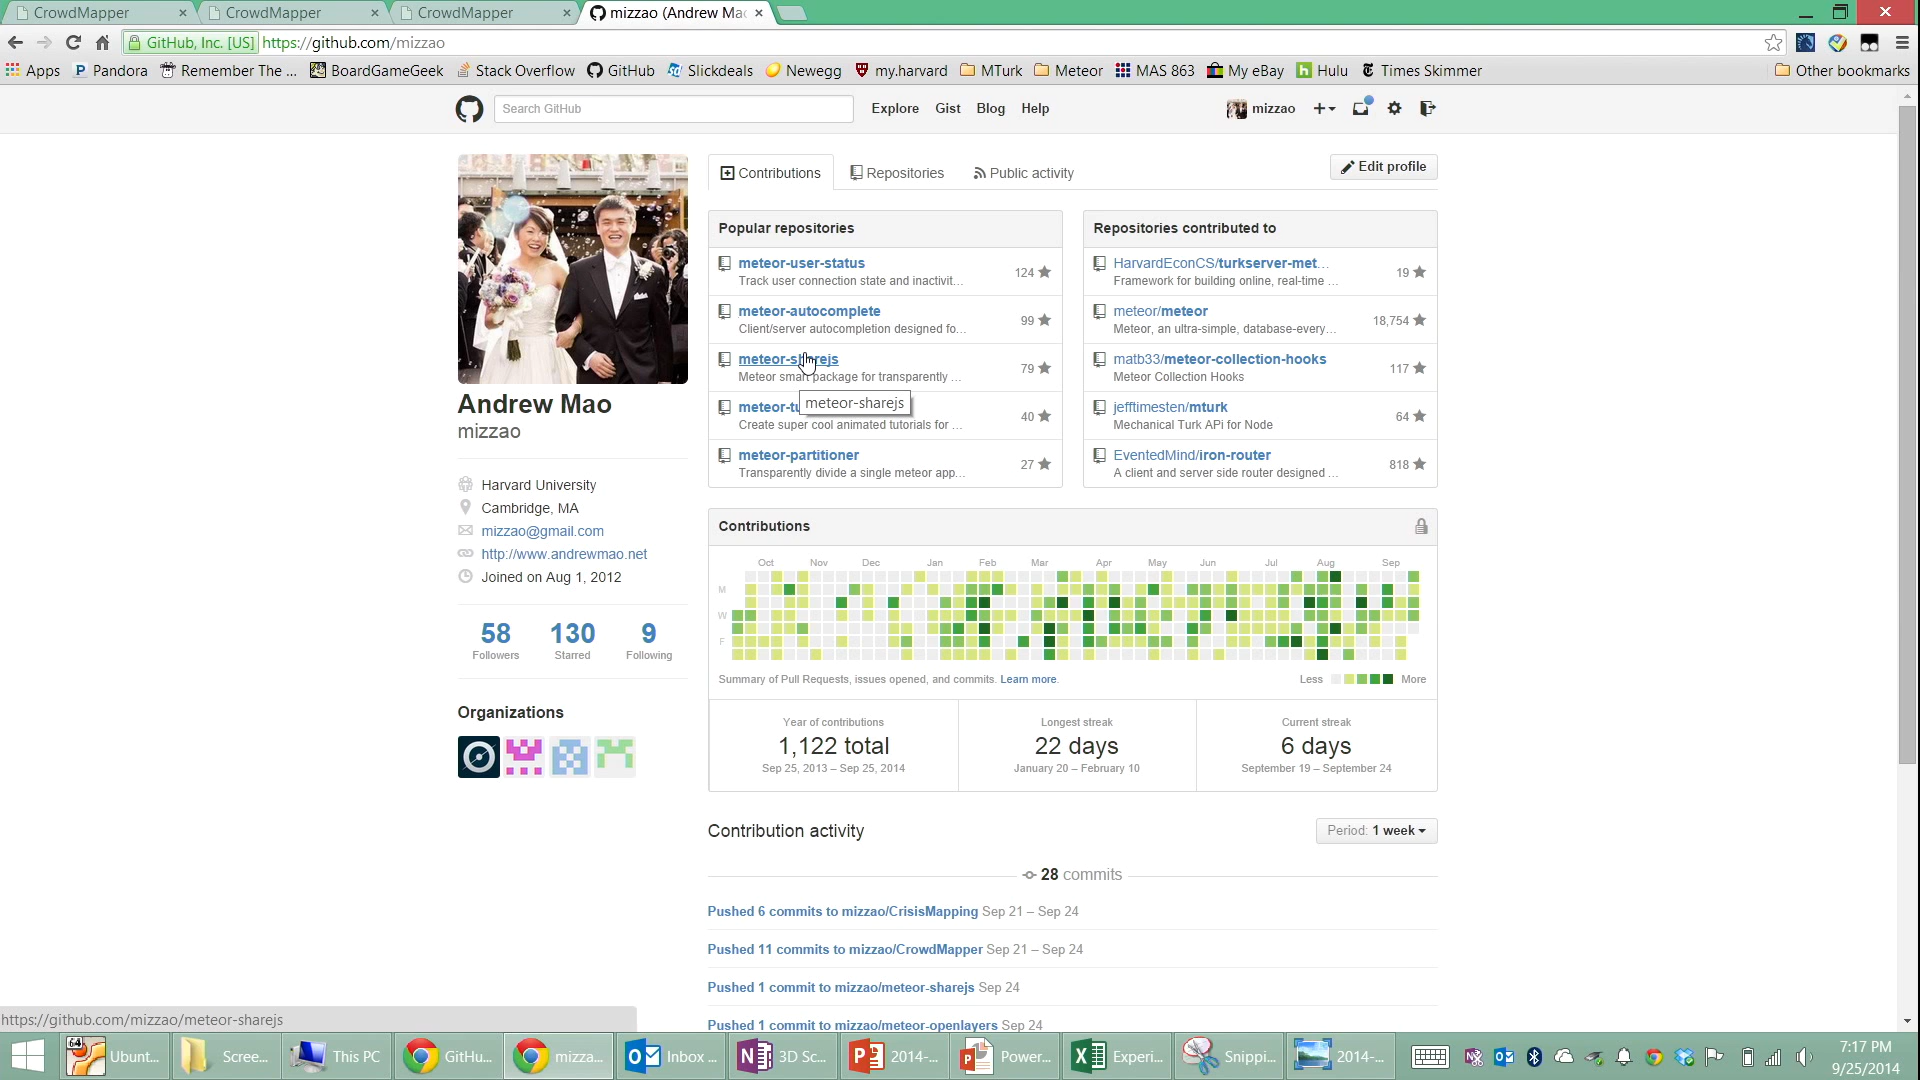 CrowdMapper
CrowdMapper
CrowdMapper
mizzao (Andrew Mao
GitHub, Inc. [US] https://github.com/mizzao
Apps
Pandora
Remember The ...
BoardGameGeek
Stack Overflow
GitHub
Slickdeals
Newegg
my.harvard
MTurk
Meteor
MAS 863
My eBay
Hulu
Times Skimmer
Other bookmarks
Search GitHub
Explore
Gist
Blog
Help
mizzao
Contributions
Repositories
Public activity
Edit profile
Andrew Mao
mizzao
Harvard University
Cambridge, MA
mizzao@gmail.com
http://www.andrewmao.net
Joined on Aug 1, 2012
58
Followers
130
Starred
9
Following
Organizations
Popular repositories
meteor-user-status
Track user connection state and inactivit...
124
meteor-autocomplete
Client/server autocompletion designed fo...
99
meteor-sharejs
Meteor smart package for transparently ...
79
meteor-tu
meteor-sharejs
Create super cool animated tutorials for ...
40
meteor-partitioner
Transparently divide a single meteor app...
27
Repositories contributed to
HarvardEconCS/turkserver-met...
Framework for building online, real-time ...
19
meteor/meteor
Meteor, an ultra-simple, database-every...
18,754
matb33/meteor-collection-hooks
Meteor Collection Hooks
117
jefftimesten/mturk
Mechanical Turk APi for Node
64
EventedMind/iron-router
A client and server side router designed ...
818
Contributions
Oct Nov Dec Jan Feb Mar Apr May Jun Jul Aug Sep
M
W
F
Summary of Pull Requests, issues opened, and commits. Learn more.
Less
More
Year of contributions
1,122 total
Sep 25, 2013 – Sep 25, 2014
Longest streak
22 days
January 20 – February 10
Current streak
6 days
September 19 – September 24
Contribution activity
Period: 1 week
28 commits
Pushed 6 commits to mizzao/CrisisMapping Sep 21 – Sep 24
Pushed 11 commits to mizzao/CrowdMapper Sep 21 – Sep 24
Pushed 1 commit to mizzao/meteor-sharejs Sep 24
Pushed 1 commit to mizzao/meteor-openlayers Sep 24
https://github.com/mizzao/meteor-sharejs
64
Ubunt...
Scree...
This PC
GitHu...
mizza...
Inbox ...
3D Sc...
2014-...
Power...
Experi...
Snippi...
2014-...
7:17 PM
9/25/2014